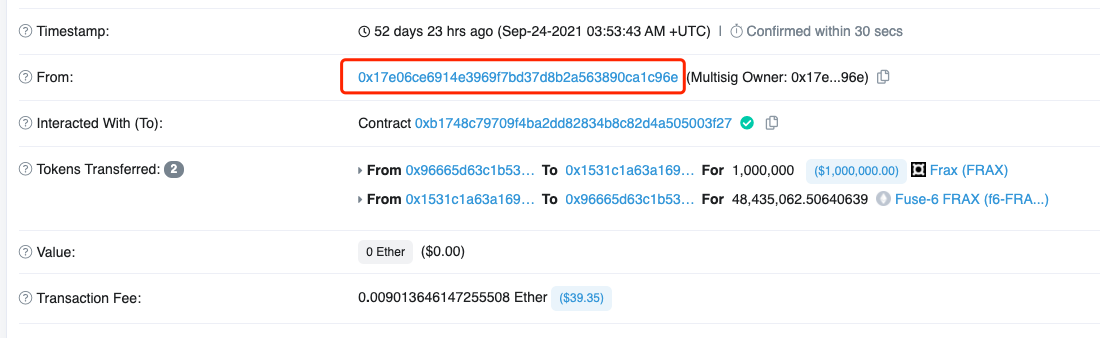 Timestamp: 52 days 23 hrs ago (Sep-24-2021 03:53:43 AM +UTC) | Confirmed within 30 secs
From: 0x17e06ce6914e3969f7bd37d8b2a563890ca1c96e (Multisig Owner: 0x17e...96e)
Interacted With (To): Contract 0xb1748c79709f4ba2dd82834b8c82d4a505003f27
Tokens Transferred: 2 From 0x96665d63c1b53... To 0x1531c1a63a169... For 1,000,000 ($1,000,000.00) Frax (FRAX)
From 0x1531c1a63a169... To 0x96665d63c1b53... For 48,435,062.50640639 Fuse-6 FRAX (f6-FRA...)
Value: 0 Ether ($0.00)
Transaction Fee: 0.009013646147255508 Ether ($39.35)